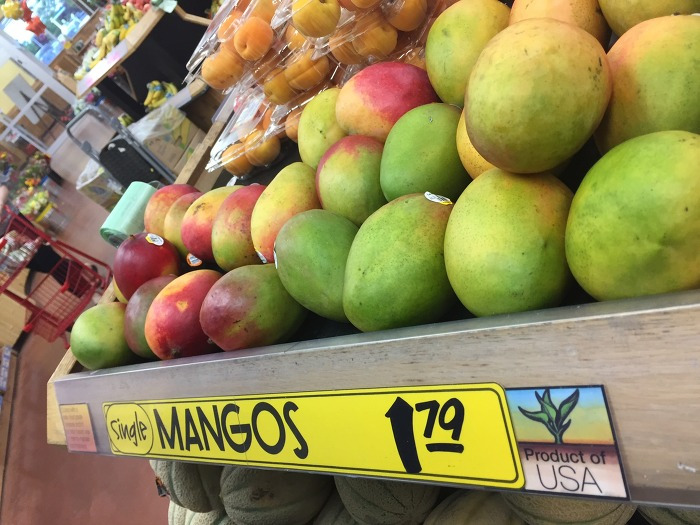 Single MANGOS 1 79
Product of
USA